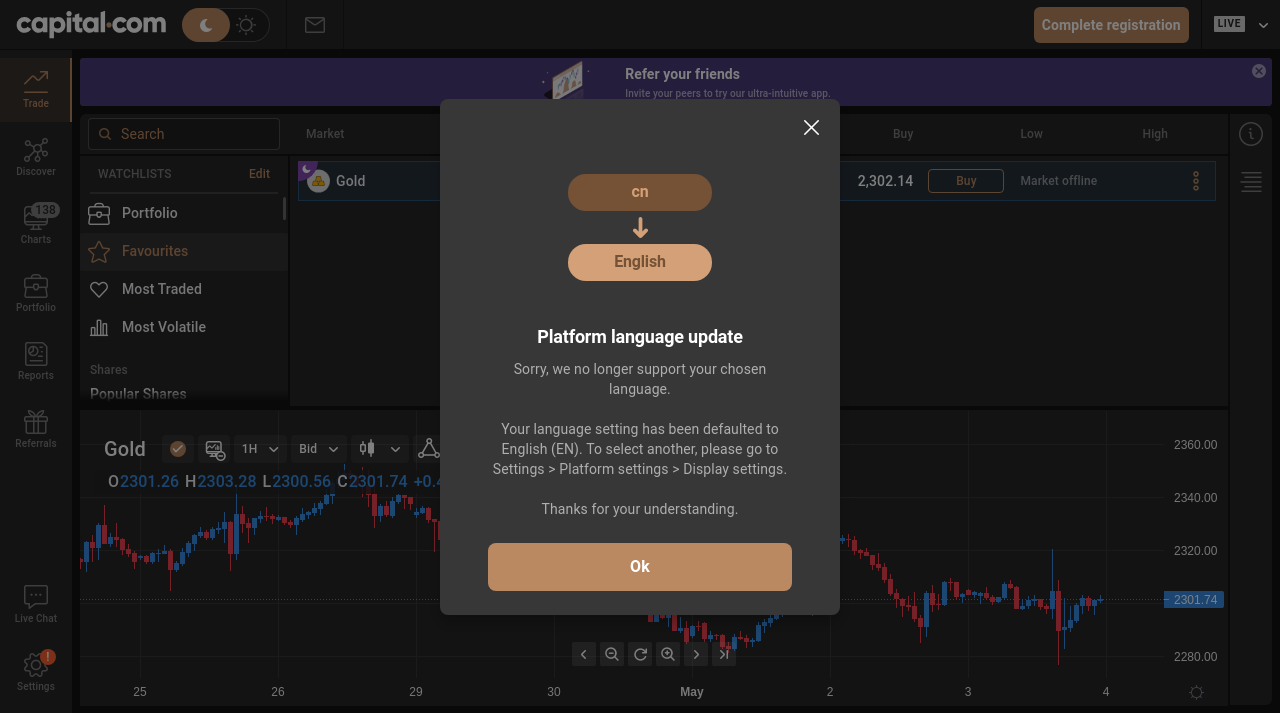 capital.com
Complete registration
LIVE
Refer your friends
Invite your peers to try our ultra-intuitive app.
Trade
Discover
138
Charts
Portfolio
Reports
Referrals
Live Chat
!
Settings
Search
WATCHLISTS Edit
Portfolio
Favourites
Most Traded
Most Volatile
Shares
Popular Shares
Market Buy Low High
Gold 2,302.14 Buy Market offline
cn
English
Platform language update
Sorry, we no longer support your chosen
language.
Your language setting has been defaulted to
English (EN). To select another, please go to
Settings > Platform settings > Display settings.
Thanks for your understanding.
Ok
Gold 1H Bid
O2301.26 H2303.28 L2300.56 C2301.74
2360.00
2340.00
2320.00
2301.74
2280.00
25 26 29 30 May 2 3 4